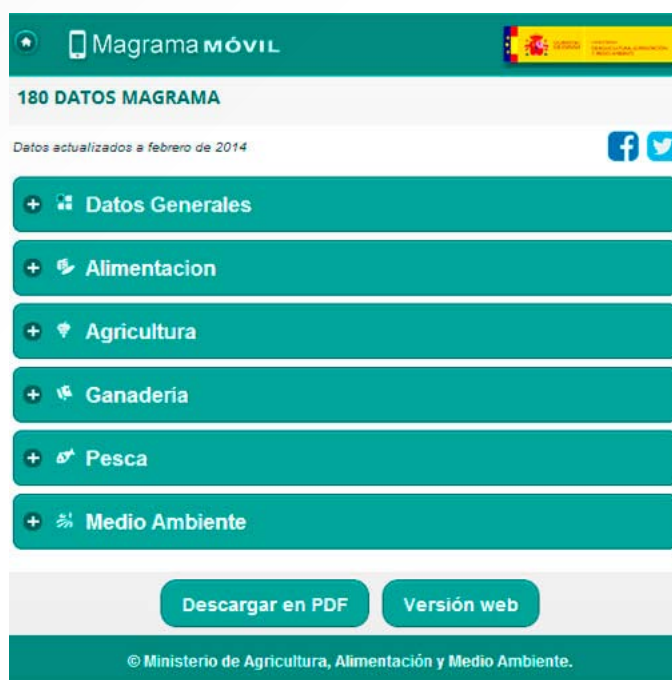 Magrama MÓVIL
180 DATOS MAGRAMA
Datos actualizados a febrero de 2014
Datos Generales
Alimentacion
Agricultura
Ganadería
Pesca
Medio Ambiente
Descargar en PDF
Versión web
© Ministerio de Agricultura, Alimentación y Medio Ambiente.